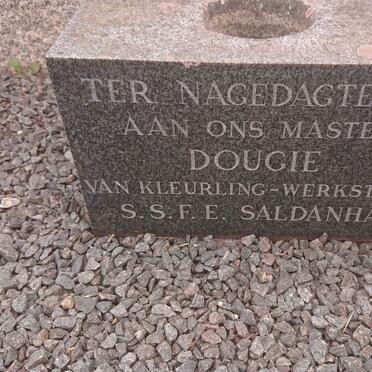 TER NAGEDAGTE
AAN ONS MASTE
DOUGIE
VAN KLEURLING-WERKST
S.S.F.E. SALDANHA